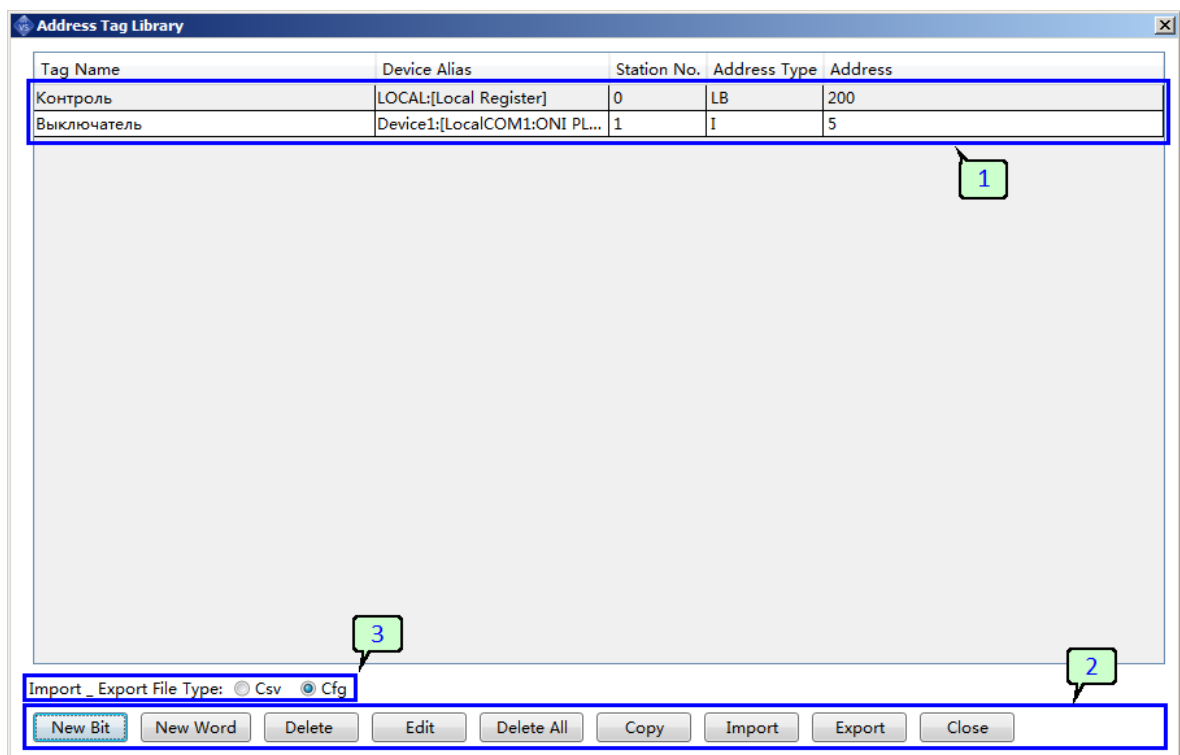 VS Address Tag Library
Tag Name Device Alias Station No. Address Type Address
Контроль LOCAL:[Local Register] 0 LB 200
Выключатель Device1:[LocalCOM1:ONI PL... 1 I 5
1
3
2
Import _ Export File Type: Csv Cfg
New Bit New Word Delete Edit Delete All Copy Import Export Close